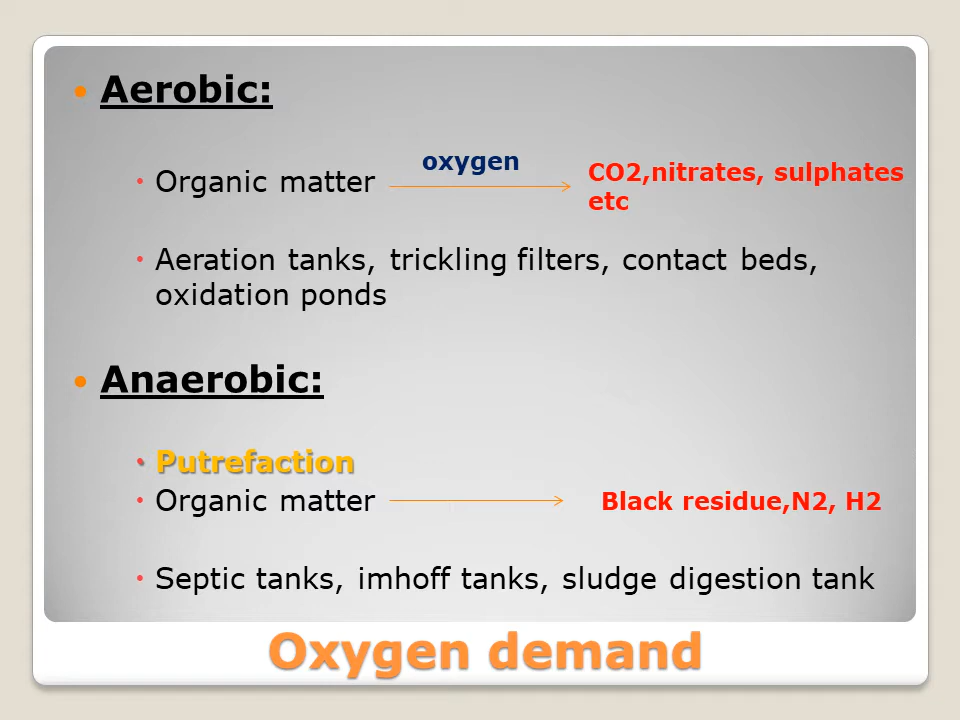 Aerobic:
oxygen
Organic matter
CO2,nitrates, sulphates
etc
Aeration tanks, trickling filters, contact beds,
oxidation ponds
Anaerobic:
Putrefaction
Organic matter
Black residue,N2, H2
Septic tanks, imhoff tanks, sludge digestion tank
Oxygen demand